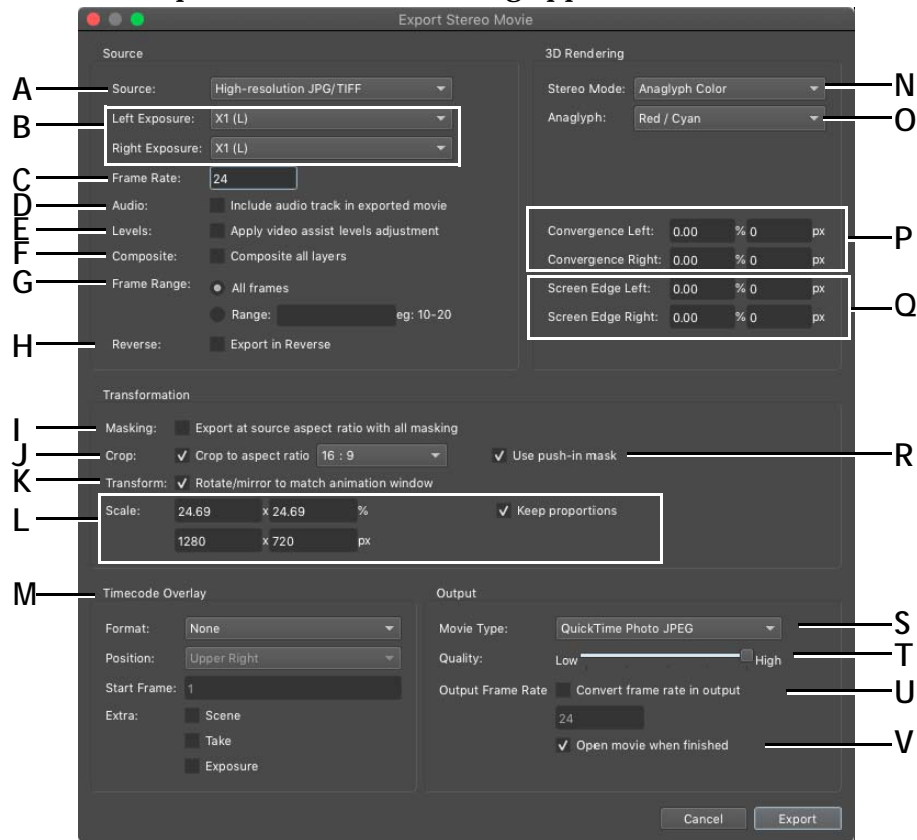 Export Stereo Movie
Source
A
Source: High-resolution JPG/TIFF
B
Left Exposure: X1 (L)
Right Exposure: X1 (L)
C
Frame Rate: 24
D
Audio: Include audio track in exported movie
E
Levels: Apply video assist levels adjustment
F
Composite: Composite all layers
G
Frame Range: All frames
Range: eg: 10-20
H
Reverse: Export in Reverse
3D Rendering
Stereo Mode: Anaglyph Color
N
Anaglyph: Red / Cyan
O
Convergence Left: 0.00 % 0 px
Convergence Right: 0.00 % 0 px
P
Screen Edge Left: 0.00 % 0 px
Screen Edge Right: 0.00 % 0 px
Q
Transformation
I
Masking: Export at source aspect ratio with all masking
J
Crop: Crop to aspect ratio 16 : 9 Use push-in mask
R
K
Transform: Rotate/mirror to match animation window
L
Scale: 24.69 x 24.69 % Keep proportions
1280 x 720 px
M
Timecode Overlay
Format: None
Position: Upper Right
Start Frame: 1
Extra: Scene
Take
Exposure
Output
Movie Type: QuickTime Photo JPEG
S
Quality: Low High
T
Output Frame Rate Convert frame rate in output
U
24
Open movie when finished
V
Cancel Export